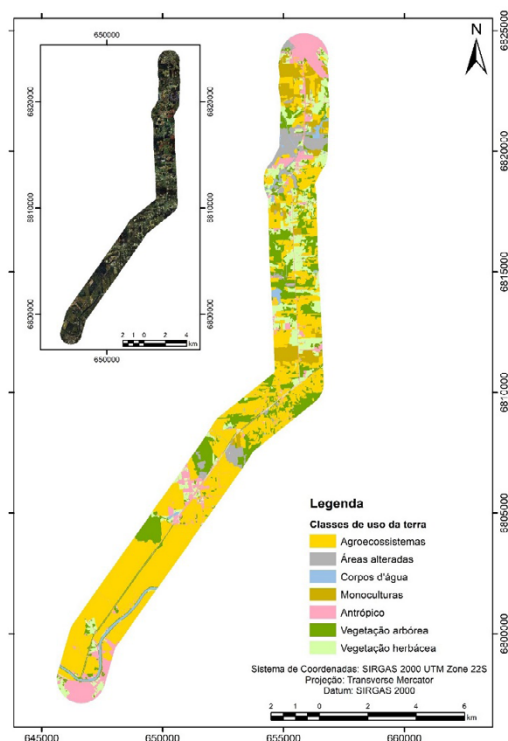 650000
N
6820000
6810000
6800000
2 1 0 2 4
km
650000
6825000
6820000
6815000
6810000
6805000
6800000
Legenda
Classes de uso da terra
Agroecossistemas
Áreas alteradas
Corpos d'água
Monoculturas
Antrópico
Vegetação arbórea
Vegetação herbácea
Sistema de Coordenadas: SIRGAS 2000 UTM Zone 22S
Projeção: Transverse Mercator
Datum: SIRGAS 2000
2 1 0 2 4 6
km
645000 650000 655000 660000